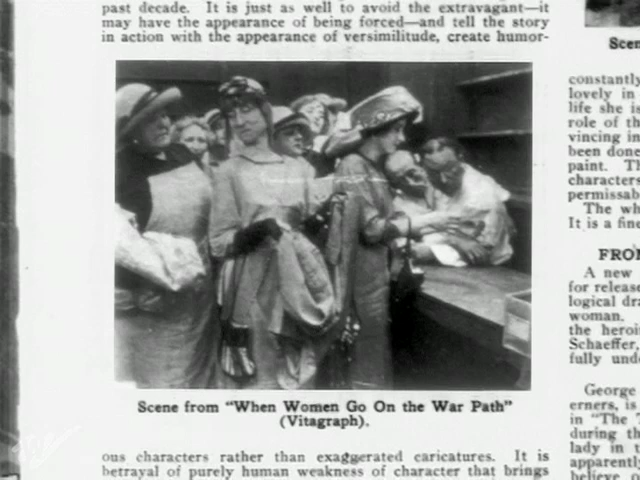 past decade. It is just as well to avoid the extravagant—it
may have the appearance of being forced—and tell the story
in action with the appearance of versimilitude, create humor-
Scene from "When Women Go On the War Path"
(Vitagraph).
ous characters rather than exaggerated caricatures. It is
betrayal of purely human weakness of character that brings
Scen
constantly
lovely in
life she is
role of th
vincing in
been done
paint. Th
characters
permissab
The wh
It is a fine
FROM
A new
for release
logical dra
woman.
the heroi
Schaeffer,
fully unde
George
erners, is
in "The T
during th
lady in t
apparently
believe o